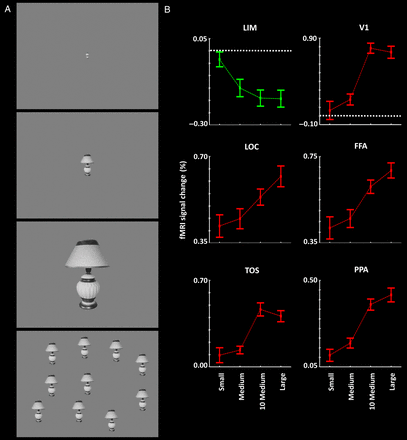 A
B
LIM
V1
0.05
−0.30
0.90
−0.10
LOC
FFA
0.70
0.35
0.75
0.35
fMRI signal change (%)
TOS
PPA
0.70
0.00
0.50
0.05
Small
Medium
10 Medium
Large
Small
Medium
10 Medium
Large